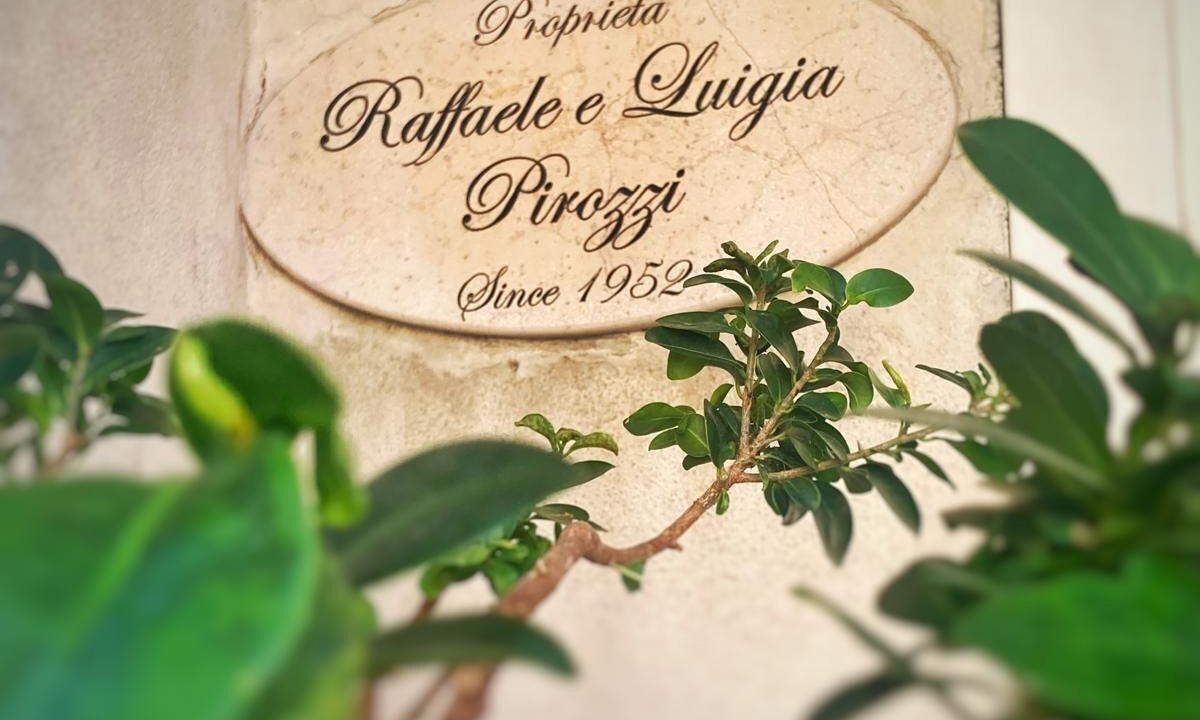 Proprieta
Raffaele e Luigia
Pirozzi
Since 1952